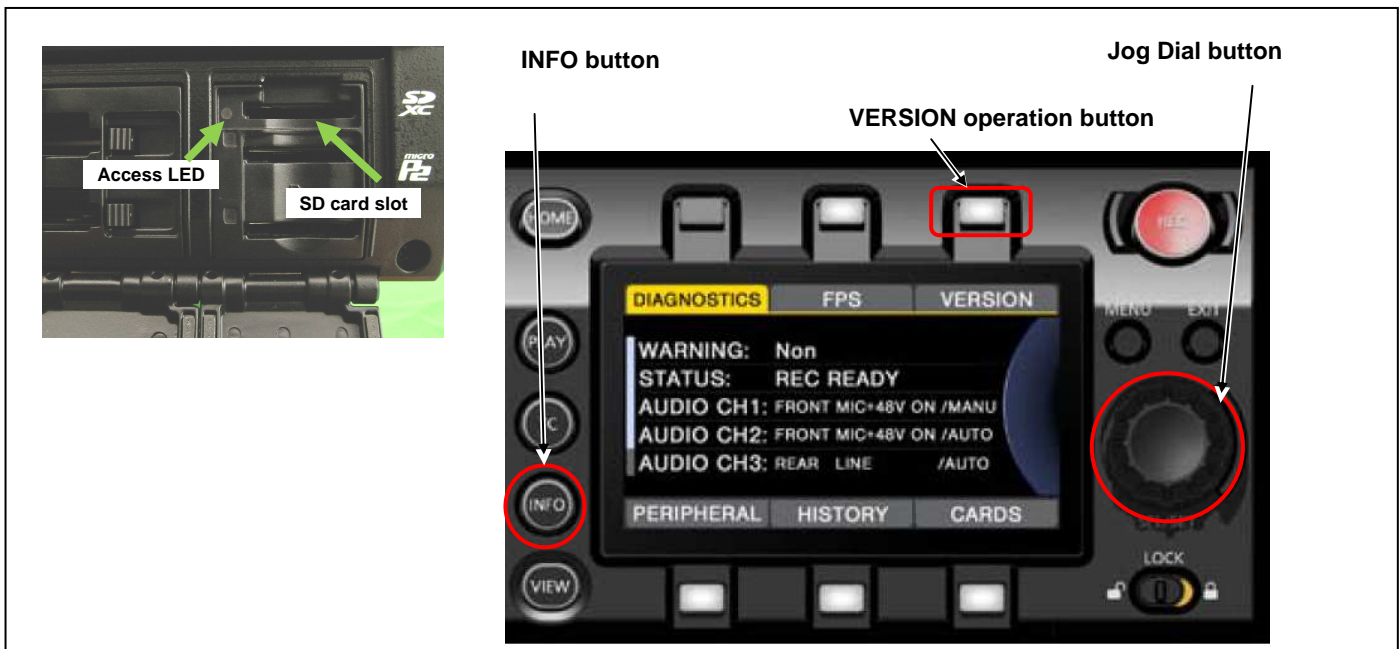 INFO button
Jog Dial button
VERSION operation button
SD
XC
micro
P2
Access LED
SD card slot
HOME
REC
DIAGNOSTICS FPS VERSION
MENU EXIT
PLAY
WARNING: Non
STATUS: REC READY
AUDIO CH1: FRONT MIC+48V ON /MANU
AUDIO CH2: FRONT MIC+48V ON /AUTO
AUDIO CH3: REAR LINE /AUTO
INFO
PERIPHERAL HISTORY CARDS
LOCK
VIEW